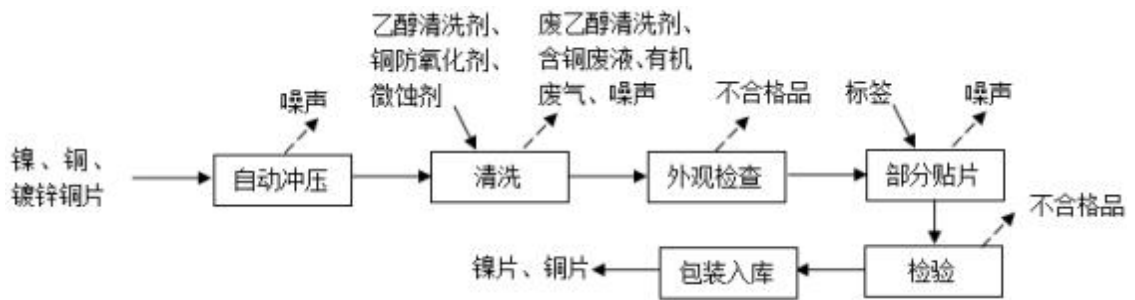 乙醇清洗剂、
铜防氧化剂、
微蚀剂
废乙醇清洗剂、
含铜废液、有机
废气、噪声
噪声
不合格品
标签
噪声
镍、铜、
镀锌铜片
自动冲压
清洗
外观检查
部分贴片
不合格品
镍片、铜片
包装入库
检验